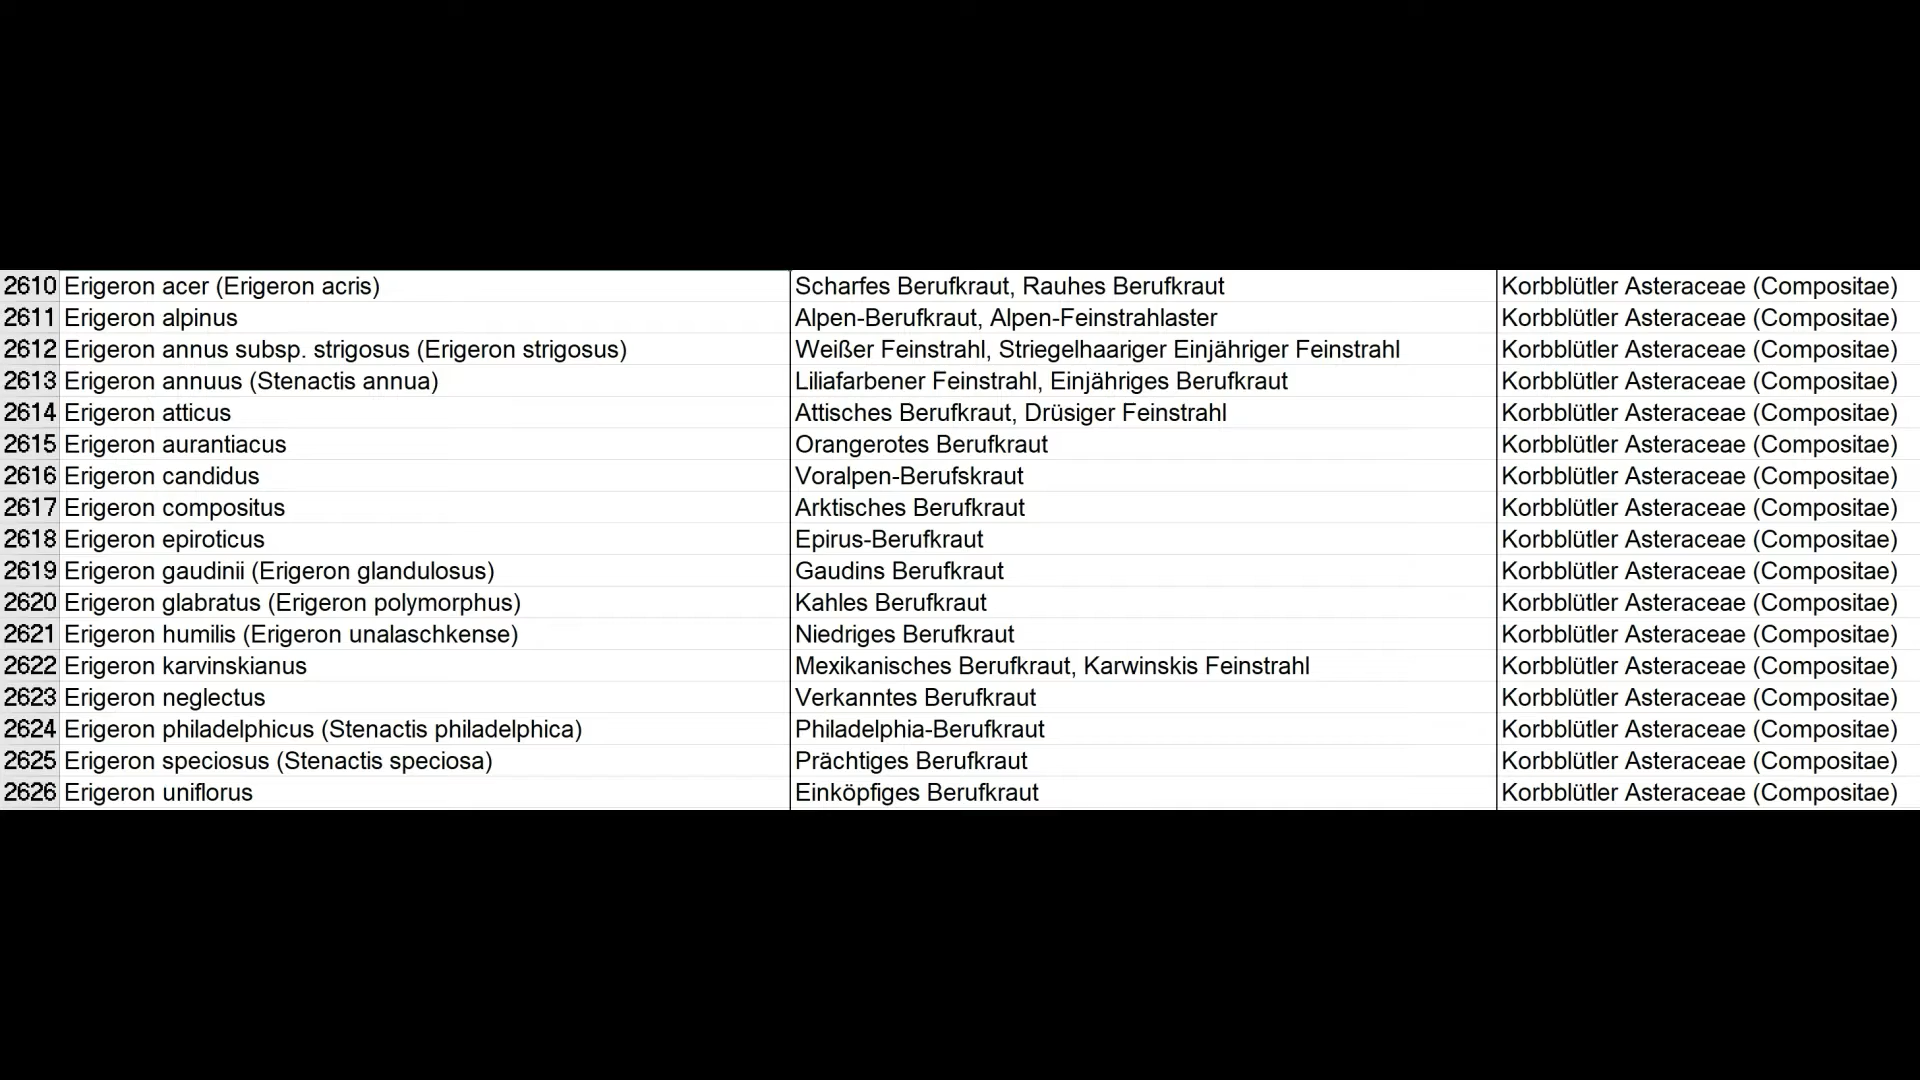 2610 Erigeron acer (Erigeron acris) Scharfes Berufkraut, Rauhes Berufkraut Korbblütler Asteraceae (Compositae)
2611 Erigeron alpinus Alpen-Berufkraut, Alpen-Feinstrahlaster Korbblütler Asteraceae (Compositae)
2612 Erigeron annus subsp. strigosus (Erigeron strigosus) Weißer Feinstrahl, Striegelhaariger Einjähriger Feinstrahl Korbblütler Asteraceae (Compositae)
2613 Erigeron annuus (Stenactis annua) Liliafarbener Feinstrahl, Einjähriges Berufkraut Korbblütler Asteraceae (Compositae)
2614 Erigeron atticus Attisches Berufkraut, Drüsiger Feinstrahl Korbblütler Asteraceae (Compositae)
2615 Erigeron aurantiacus Orangerotes Berufkraut Korbblütler Asteraceae (Compositae)
2616 Erigeron candidus Voralpen-Berufskraut Korbblütler Asteraceae (Compositae)
2617 Erigeron compositus Arktisches Berufkraut Korbblütler Asteraceae (Compositae)
2618 Erigeron epiroticus Epirus-Berufkraut Korbblütler Asteraceae (Compositae)
2619 Erigeron gaudinii (Erigeron glandulosus) Gaudins Berufkraut Korbblütler Asteraceae (Compositae)
2620 Erigeron glabratus (Erigeron polymorphus) Kahles Berufkraut Korbblütler Asteraceae (Compositae)
2621 Erigeron humilis (Erigeron unalaschkense) Niedriges Berufkraut Korbblütler Asteraceae (Compositae)
2622 Erigeron karvinskianus Mexikanisches Berufkraut, Karwinskis Feinstrahl Korbblütler Asteraceae (Compositae)
2623 Erigeron neglectus Verkanntes Berufkraut Korbblütler Asteraceae (Compositae)
2624 Erigeron philadelphicus (Stenactis philadelphica) Philadelphia-Berufkraut Korbblütler Asteraceae (Compositae)
2625 Erigeron speciosus (Stenactis speciosa) Prächtiges Berufkraut Korbblütler Asteraceae (Compositae)
2626 Erigeron uniflorus Einköpfiges Berufkraut Korbblütler Asteraceae (Compositae)